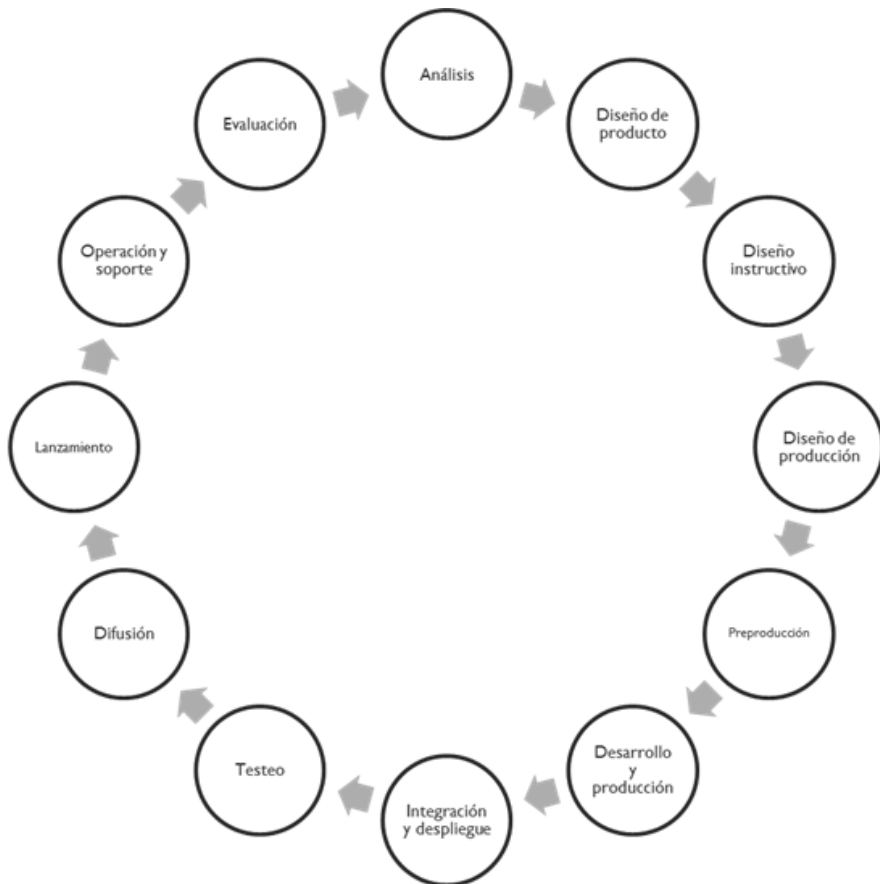 Análisis
Diseño de
producto
Diseño
instructivo
Diseño de
producción
Preproducción
Desarrollo
y
producción
Integración
y despliegue
Testeo
Difusión
Lanzamiento
Operación y
soporte
Evaluación